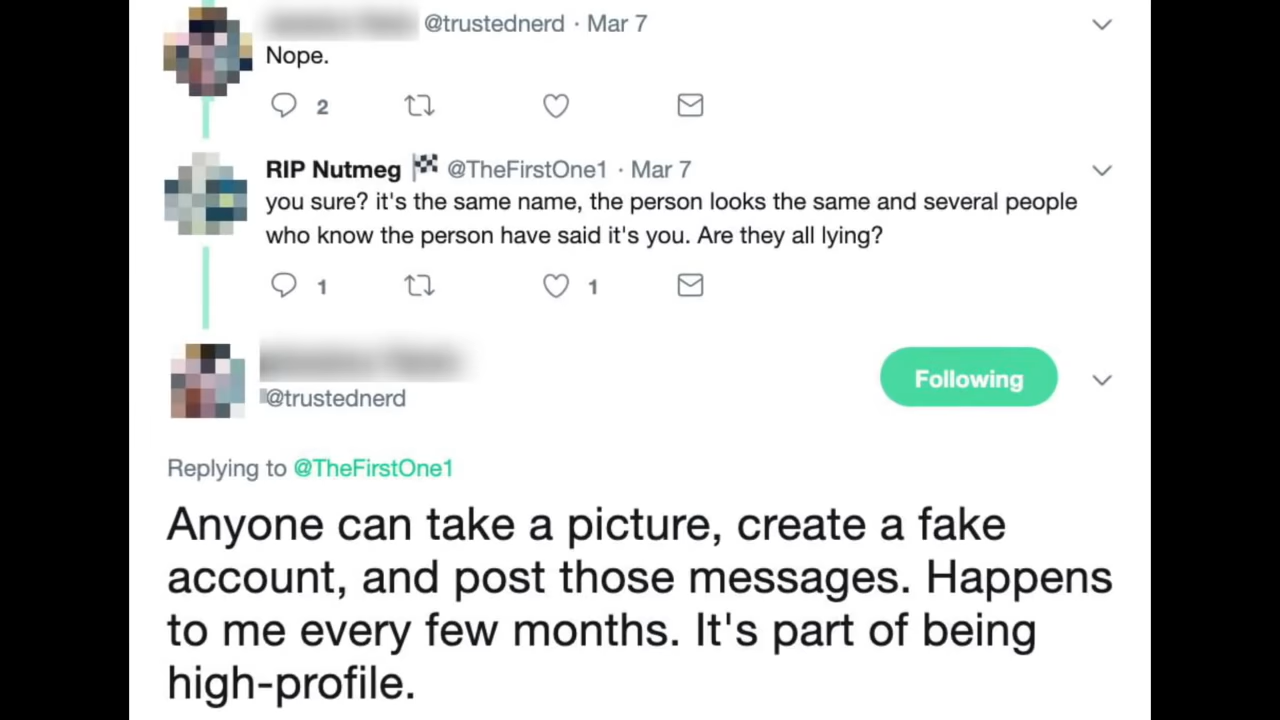 @trustednerd · Mar 7
Nope.
2
RIP Nutmeg @TheFirstOne1 · Mar 7
you sure? it's the same name, the person looks the same and several people
who know the person have said it's you. Are they all lying?
1 1
Following
@trustednerd
Replying to @TheFirstOne1
Anyone can take a picture, create a fake
account, and post those messages. Happens
to me every few months. It's part of being
high-profile.